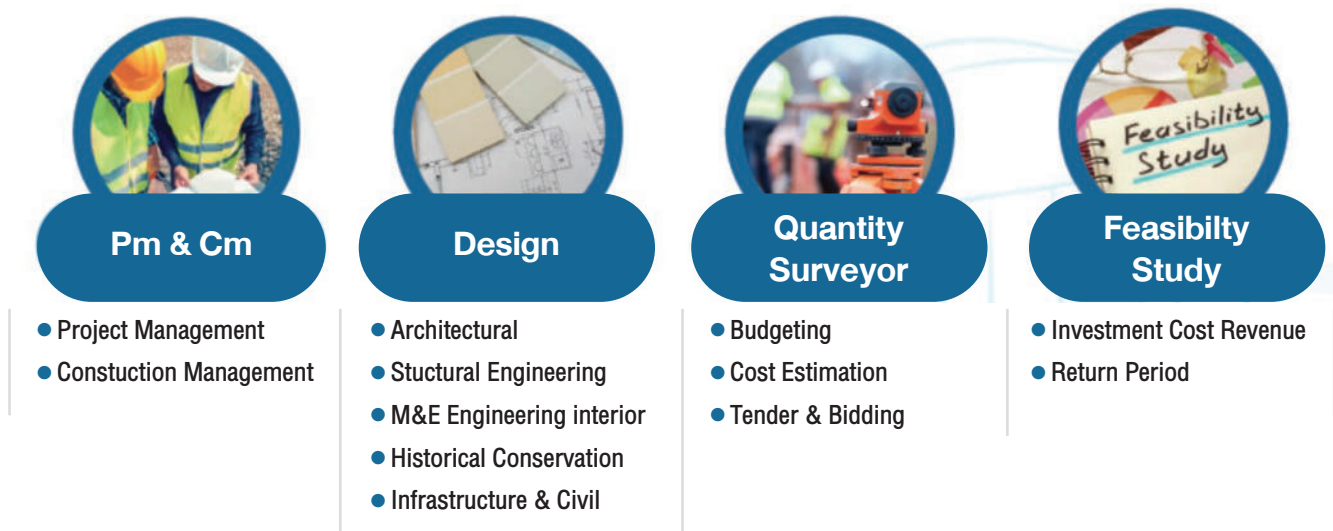 Feasibility
Study
Pm & Cm
Design
Quantity
Surveyor
Feasibilty
Study
Project Management
Constuction Management
Architectural
Stuctural Engineering
M&E Engineering interior
Historical Conservation
Infrastructure & Civil
Budgeting
Cost Estimation
Tender & Bidding
Investment Cost Revenue
Return Period